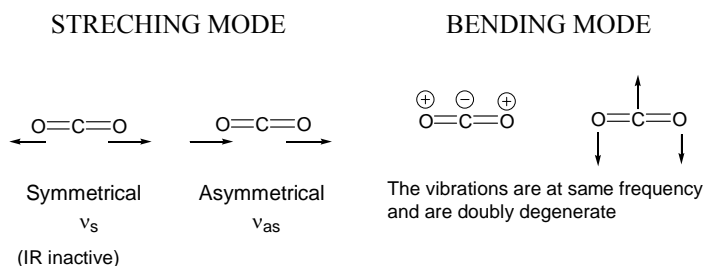 STRECHING MODE
BENDING MODE
O=C=O
O=C=O
⊕ ⊖ ⊕
O=C=O
O=C=O
Symmetrical
νs
(IR inactive)
Asymmetrical
νas
The vibrations are at same frequency
and are doubly degenerate